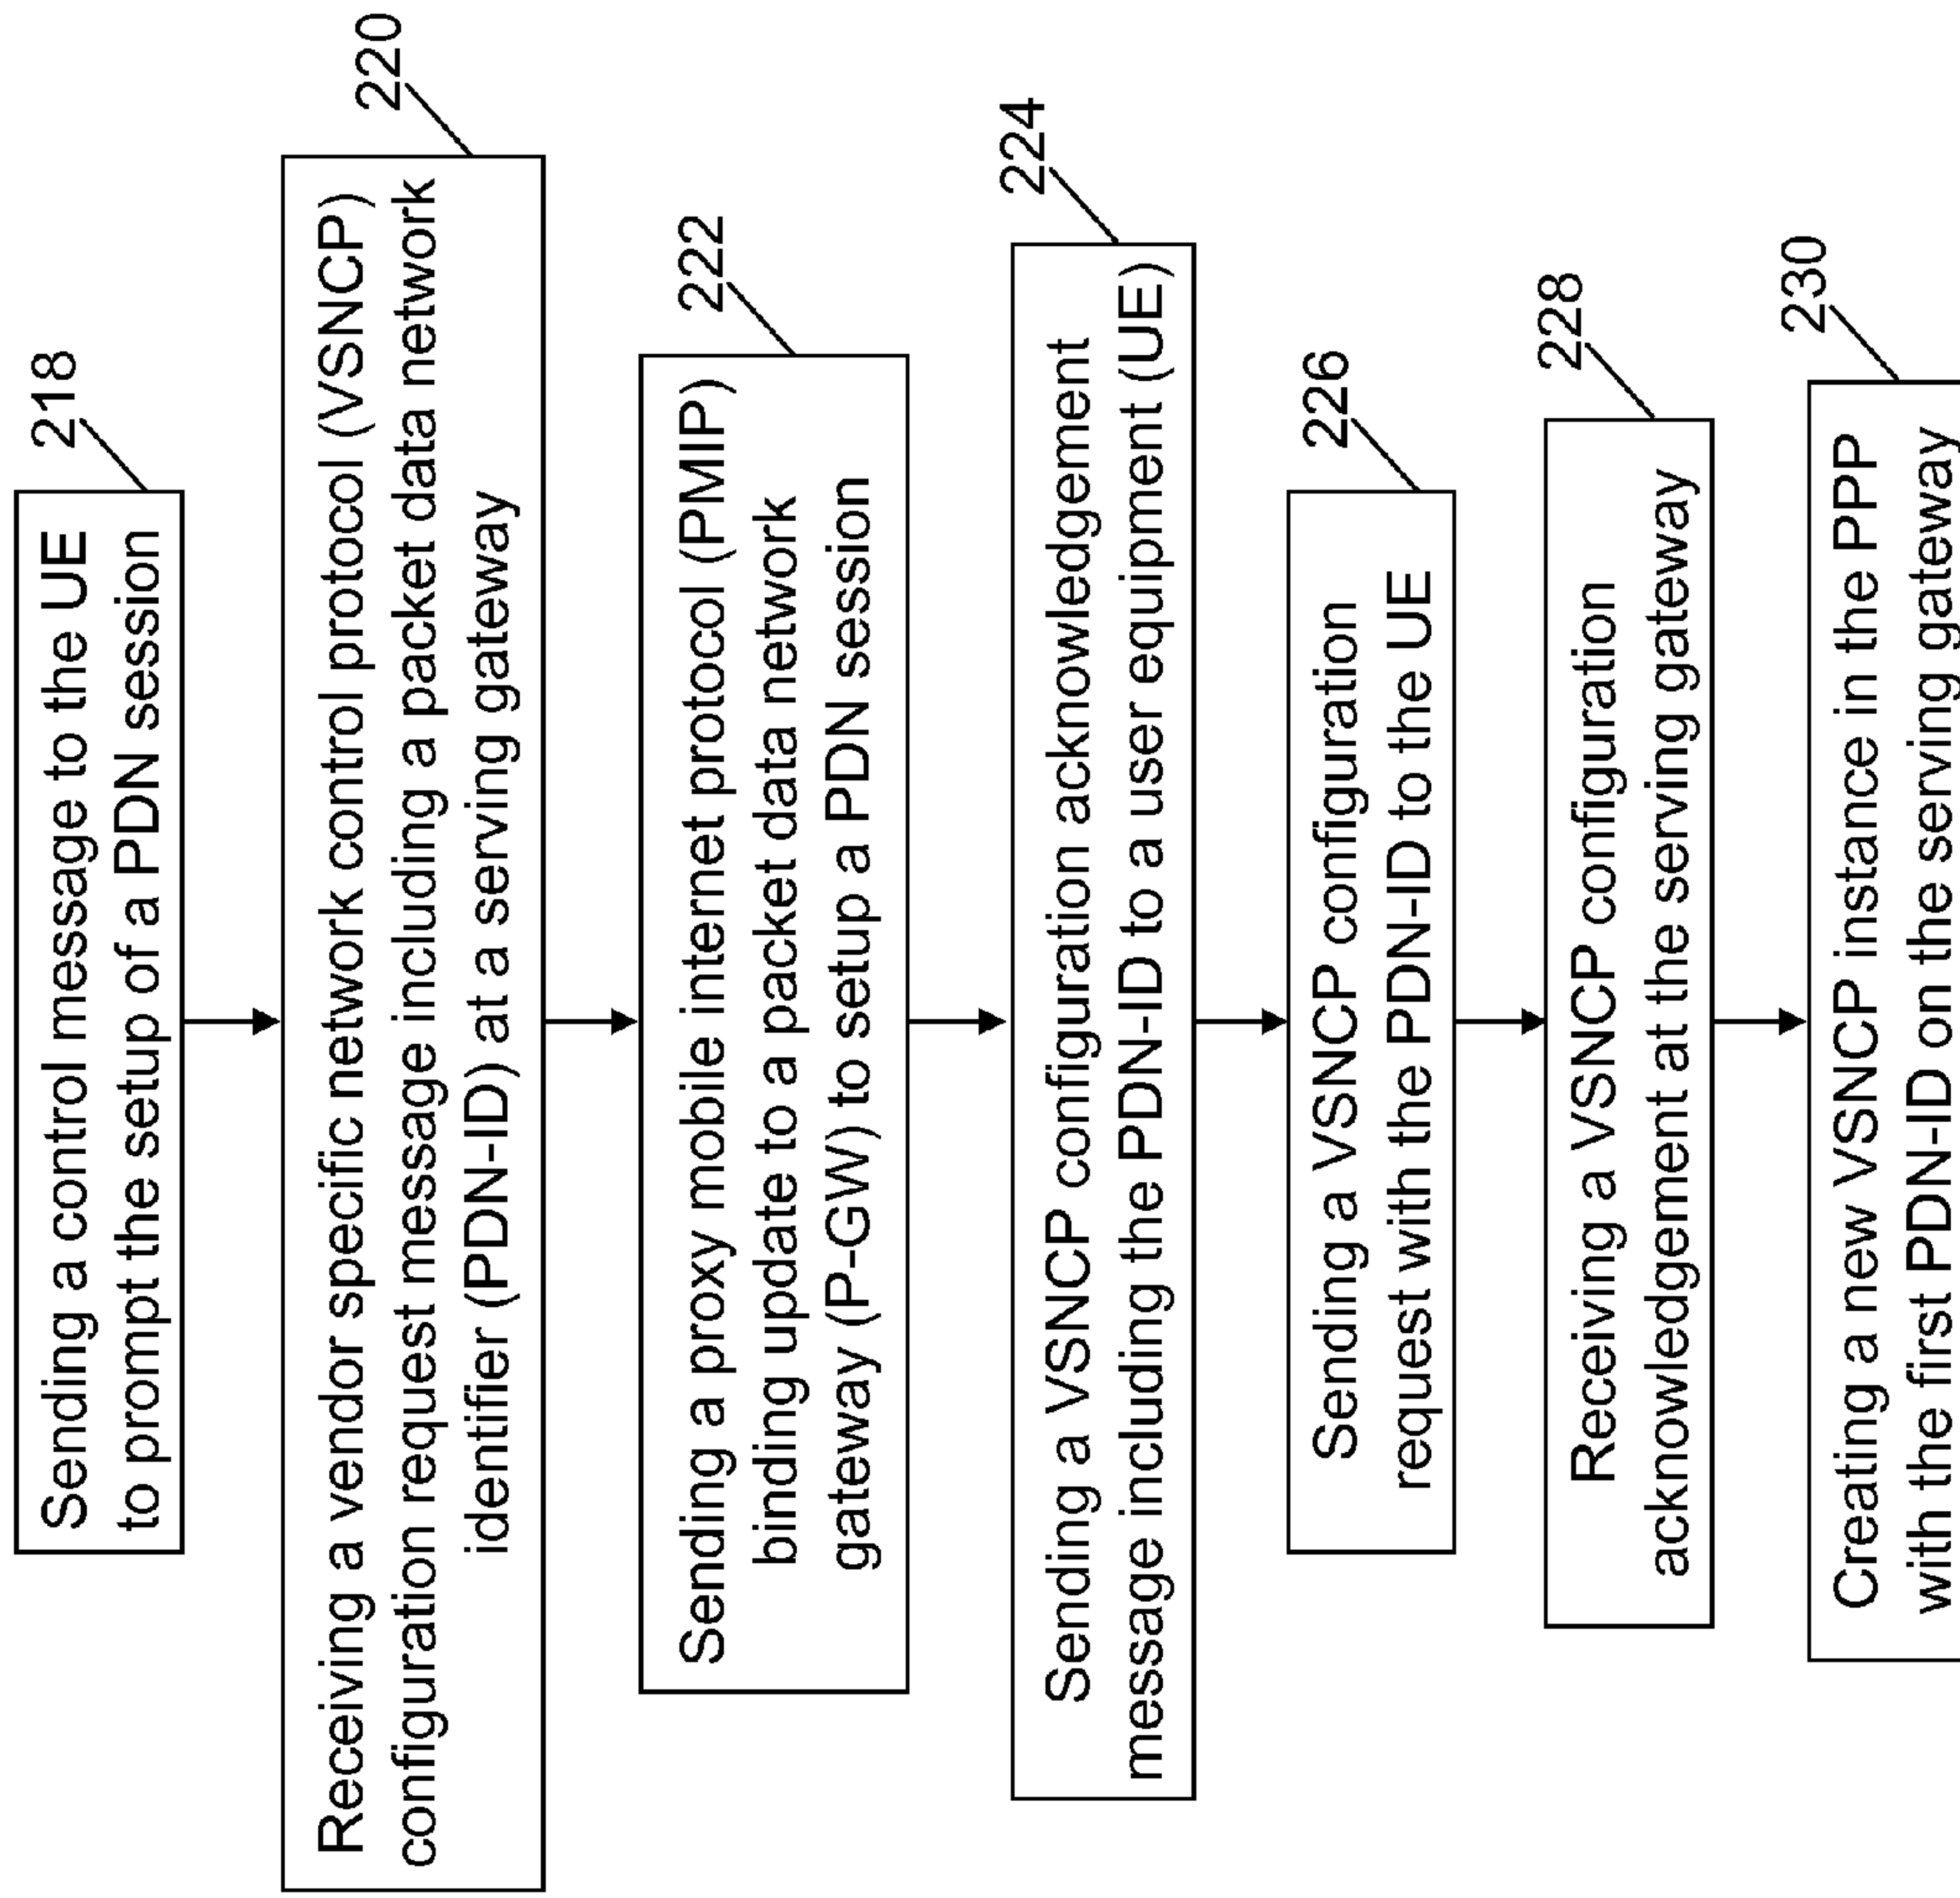 218
Sending a control message to the UE
to prompt the setup of a PDN session
220
Receiving a vendor specific network control protocol (VSNCP)
configuration request message including a packet data network
identifier (PDN-ID) at a serving gateway
222
Sending a proxy mobile internet protocol (PMIP)
binding update to a packet data network
gateway (P-GW) to setup a PDN session
224
Sending a VSNCP configuration acknowledgement
message including the PDN-ID to a user equipment (UE)
226
Sending a VSNCP configuration
request with the PDN-ID to the UE
228
Receiving a VSNCP configuration
acknowledgement at the serving gateway
230
Creating a new VSNCP instance in the PPP
with the first PDN-ID on the serving gateway